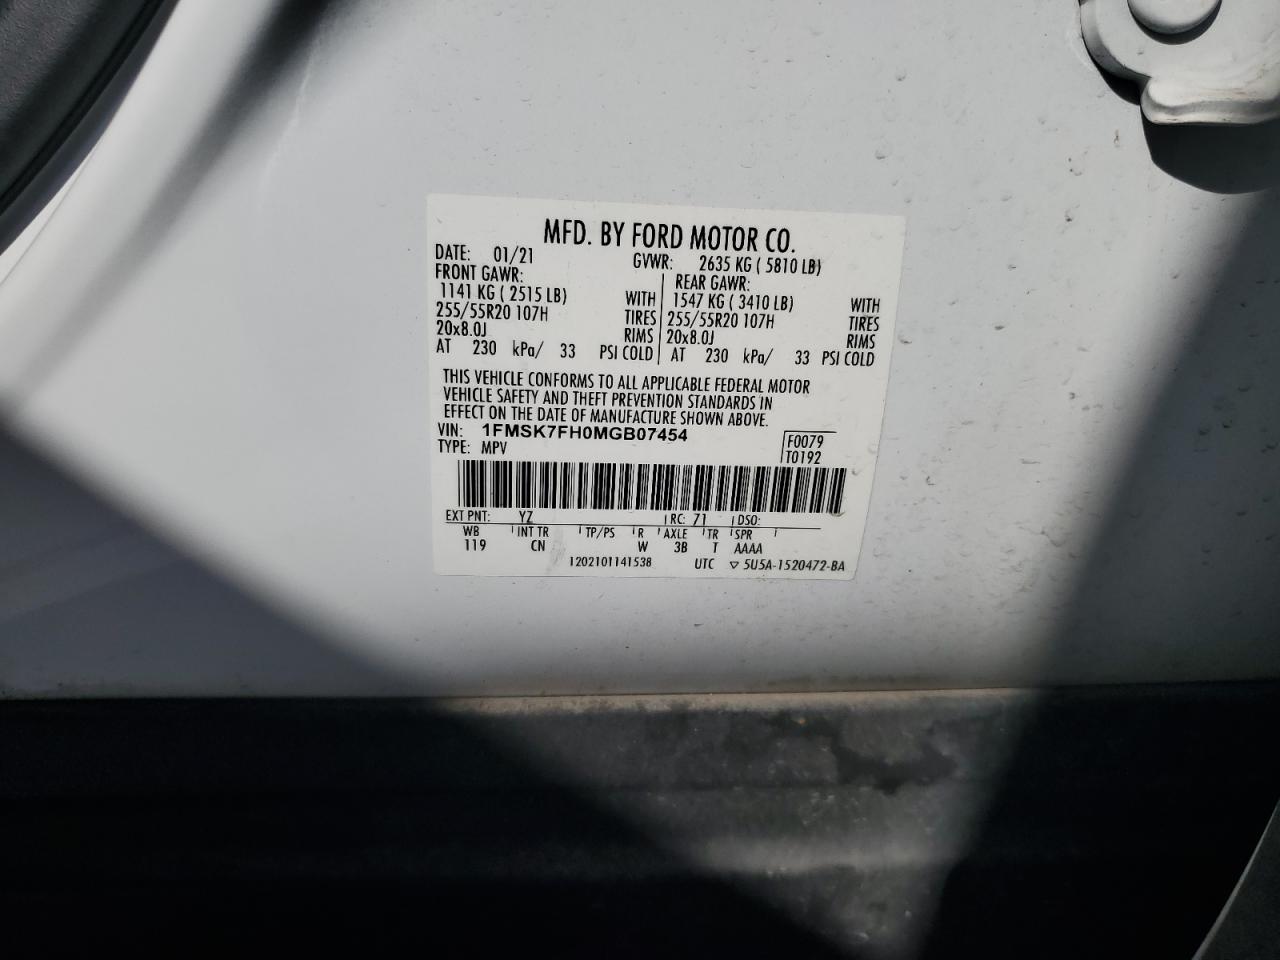 MFD. BY FORD MOTOR CO.
DATE: 01/21 GVWR: 2635 KG ( 5810 LB)
FRONT GAWR: REAR GAWR:
1141 KG ( 2515 LB) WITH 1547 KG ( 3410 LB) WITH
255/55R20 107H TIRES 255/55R20 107H TIRES
20x8.0J RIMS 20x8.0J RIMS
AT 230 kPa/ 33 PSI COLD AT 230 kPa/ 33 PSI COLD
THIS VEHICLE CONFORMS TO ALL APPLICABLE FEDERAL MOTOR
VEHICLE SAFETY AND THEFT PREVENTION STANDARDS IN
EFFECT ON THE DATE OF MANUFACTURE SHOWN ABOVE.
VIN: 1FMSK7FH0MGB07454 F0079
TYPE: MPV T0192
EXT PNT: YZ RC: 71 DSO:
WB INT TR TP/PS R AXLE TR SPR
119 CN W 3B T AAAA
1202101141538 UTC ▽ 5U5A-1520472-BA